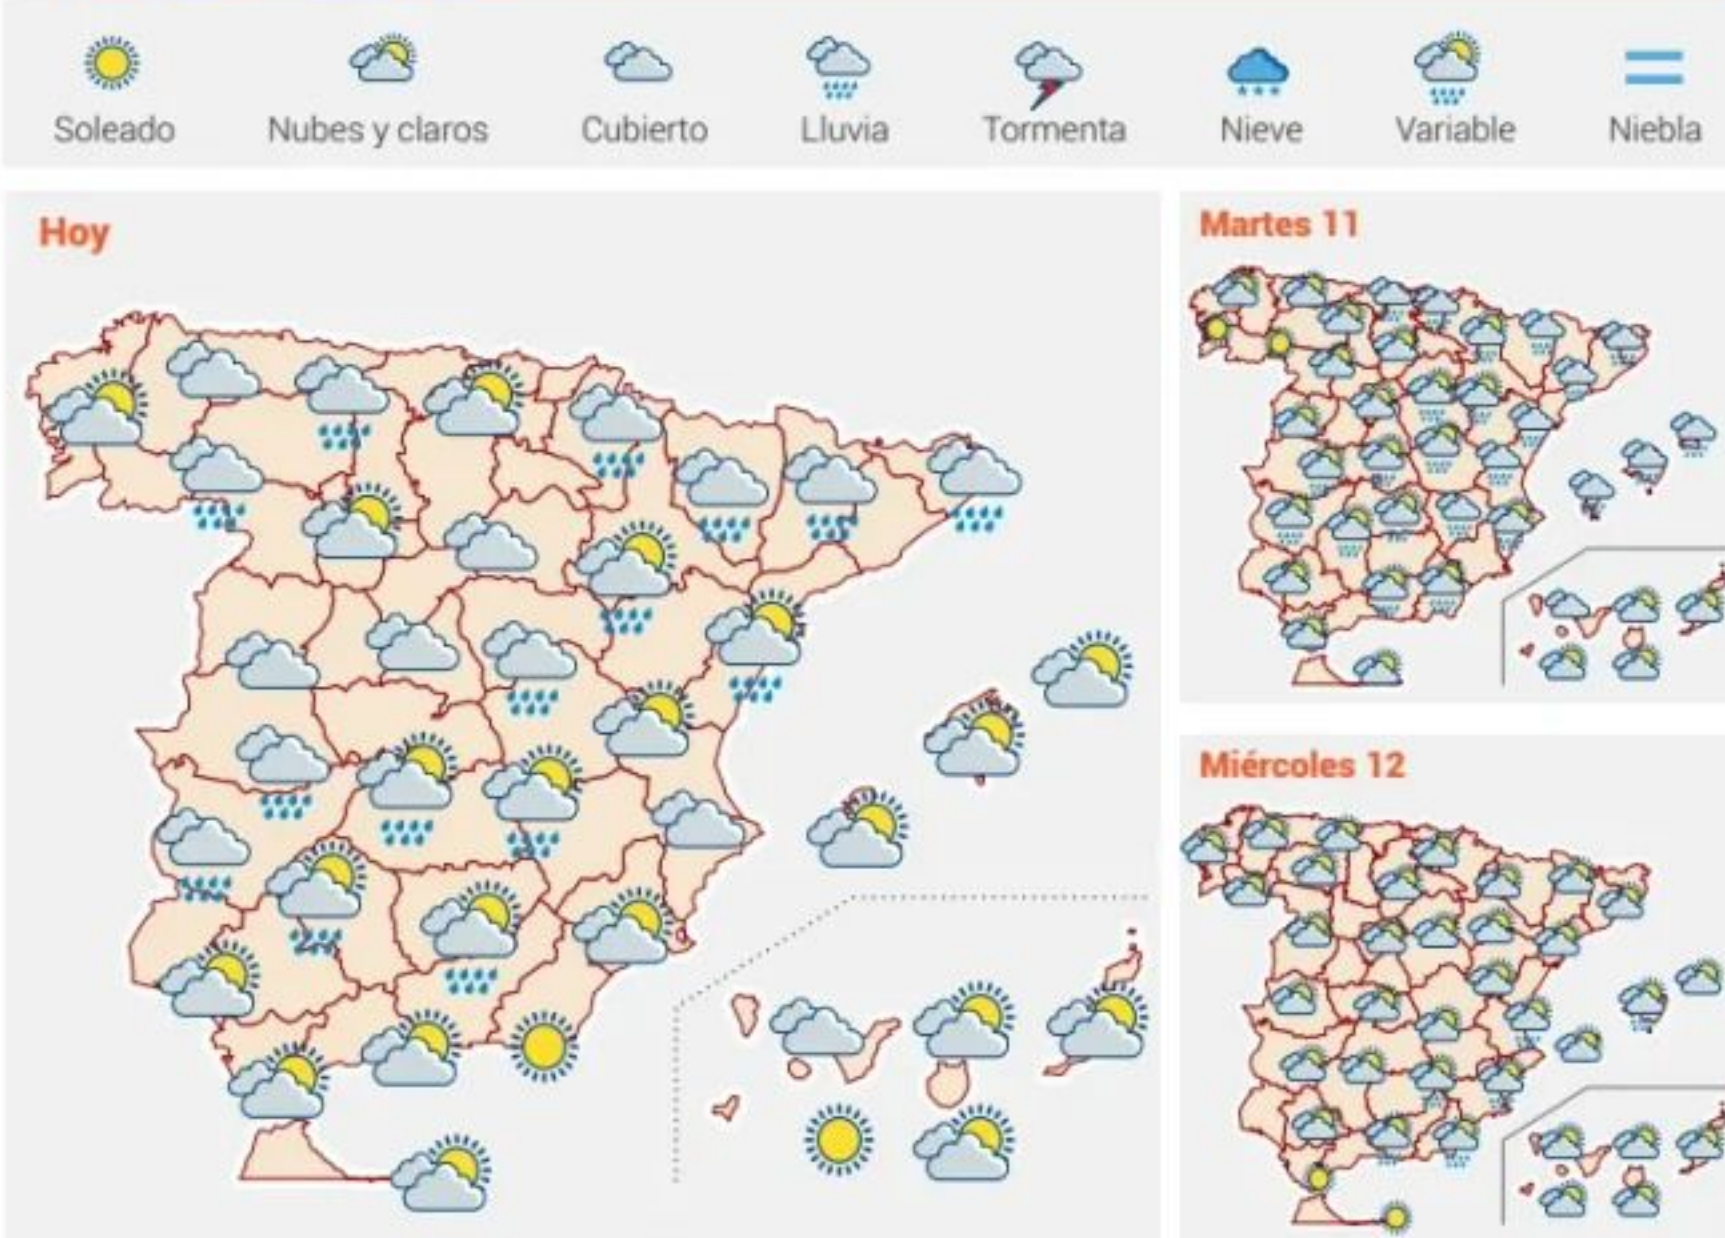 Soleado
Nubes y claros
Cubierto
Lluvia
Tormenta
Nieve
Variable
Niebla
Hoy
Martes 11
Miércoles 12